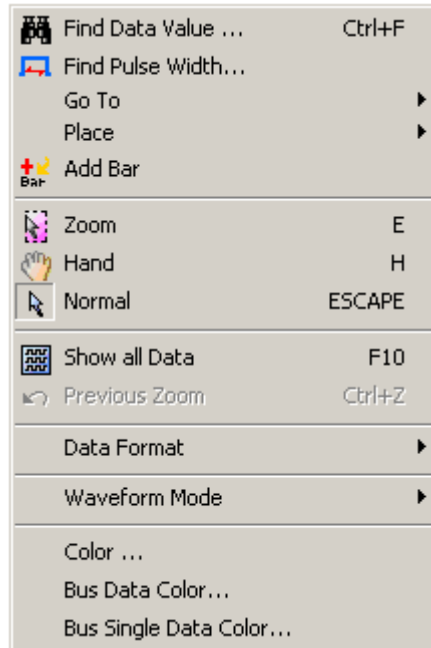 Find Data Value ... Ctrl+F
Find Pulse Width...
Go To
Place
Bar Add Bar
Zoom E
Hand H
Normal ESCAPE
Show all Data F10
Previous Zoom Ctrl+Z
Data Format
Waveform Mode
Color ...
Bus Data Color...
Bus Single Data Color...